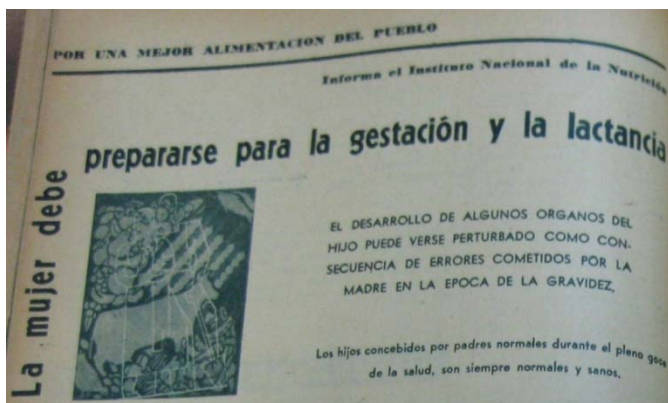 POR UNA MEJOR ALIMENTACION DEL PUEBLO
Informa el Instituto Nacional de la Nutrición
La mujer debe
prepararse para la gestación y la lactancia
EL DESARROLLO DE ALGUNOS ORGANOS DEL
HIJO PUEDE VERSE PERTURBADO COMO CON-
SECUENCIA DE ERRORES COMETIDOS POR LA
MADRE EN LA EPOCA DE LA GRAVIDEZ.
Los hijos concebidos por padres normales durante el pleno goce
de la salud, son siempre normales y sanos.